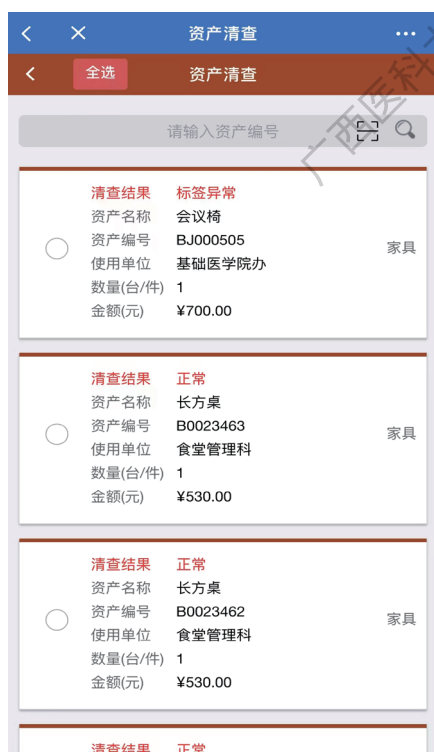 资产清查
全选 资产清查
请输入资产编号
广西医科
清查结果 标签异常
资产名称 会议椅
资产编号 BJ000505
使用单位 基础医学院办
数量(台/件) 1
金额(元) ¥700.00
家具
清查结果 正常
资产名称 长方桌
资产编号 B0023463
使用单位 食堂管理科
数量(台/件) 1
金额(元) ¥530.00
家具
清查结果 正常
资产名称 长方桌
资产编号 B0023462
使用单位 食堂管理科
数量(台/件) 1
金额(元) ¥530.00
家具
清查结果 正常